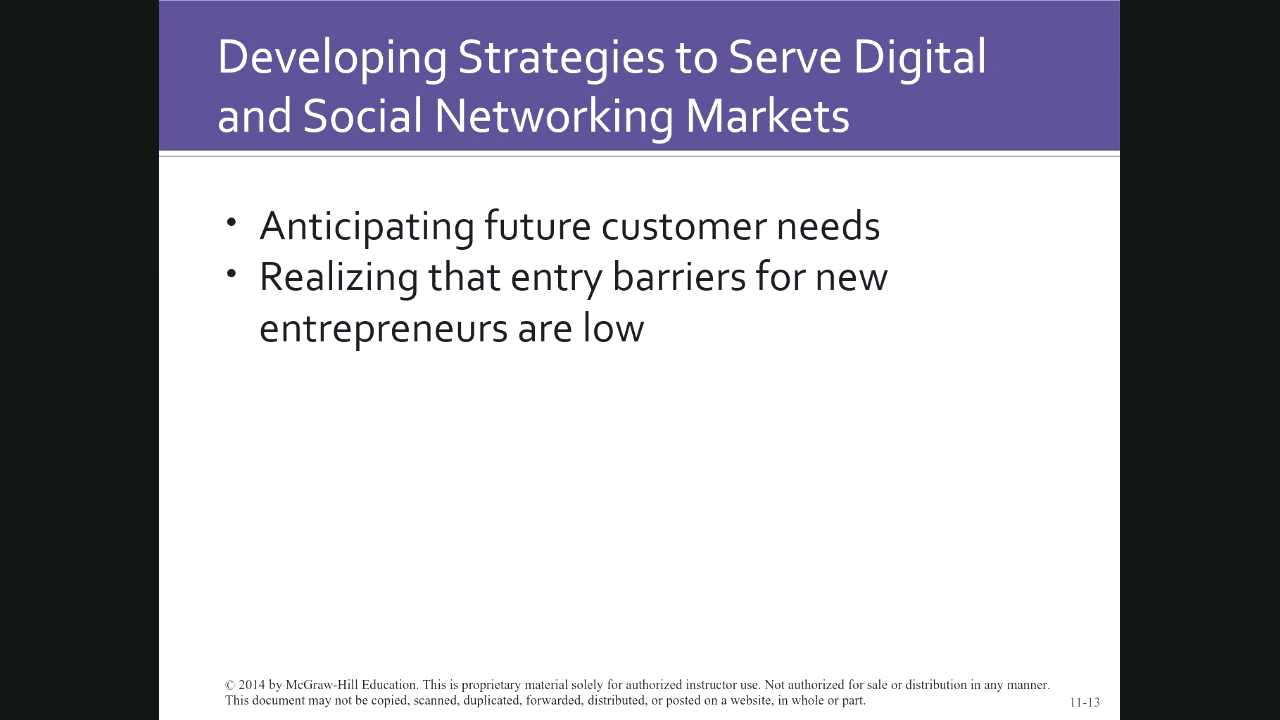 Developing Strategies to Serve Digital
and Social Networking Markets
• Anticipating future customer needs
• Realizing that entry barriers for new
entrepreneurs are low
© 2014 by McGraw-Hill Education. This is proprietary material solely for authorized instructor use. Not authorized for sale or distribution in any manner.
This document may not be copied, scanned, duplicated, forwarded, distributed, or posted on a website, in whole or part.
11-13